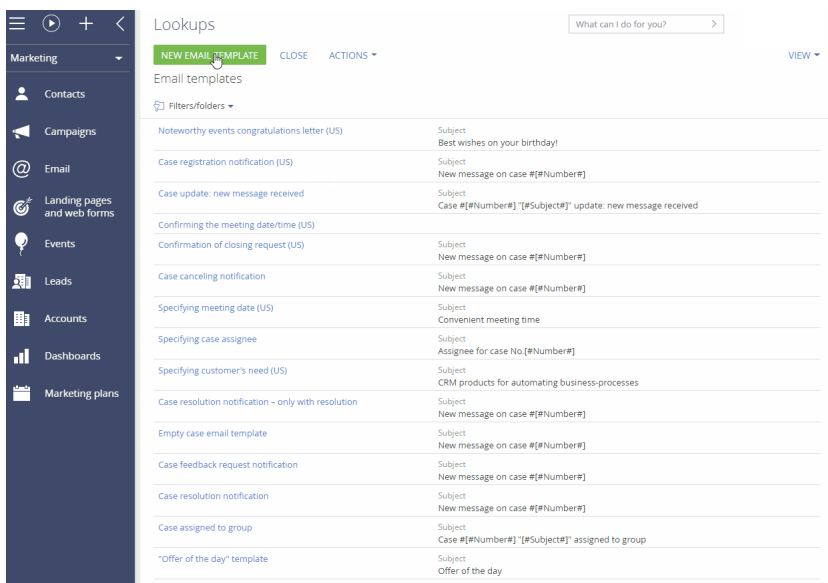 Lookups
What can I do for you?
Marketing
NEW EMAIL TEMPLATE CLOSE ACTIONS VIEW
Email templates
Filters/folders
Contacts
Campaigns
Email
Landing pages
and web forms
Events
Leads
Accounts
Dashboards
Marketing plans
Noteworthy events congratulations letter (US) Subject
Best wishes on your birthday!
Case registration notification (US) Subject
New message on case #[#Number#]
Case update: new message received Subject
Case #[#Number#] "[#Subject#]" update: new message received
Confirming the meeting date/time (US)
Confirmation of closing request (US) Subject
New message on case #[#Number#]
Case canceling notification Subject
New message on case #[#Number#]
Specifying meeting date (US) Subject
Convenient meeting time
Specifying case assignee Subject
Assignee for case No.[#Number#]
Specifying customer's need (US) Subject
CRM products for automating business-processes
Case resolution notification – only with resolution Subject
New message on case #[#Number#]
Empty case email template Subject
New message on case #[#Number#]
Case feedback request notification Subject
New message on case #[#Number#]
Case resolution notification Subject
New message on case #[#Number#]
Case assigned to group Subject
Case #[#Number#] "[#Subject#]" assigned to group
"Offer of the day" template Subject
Offer of the day